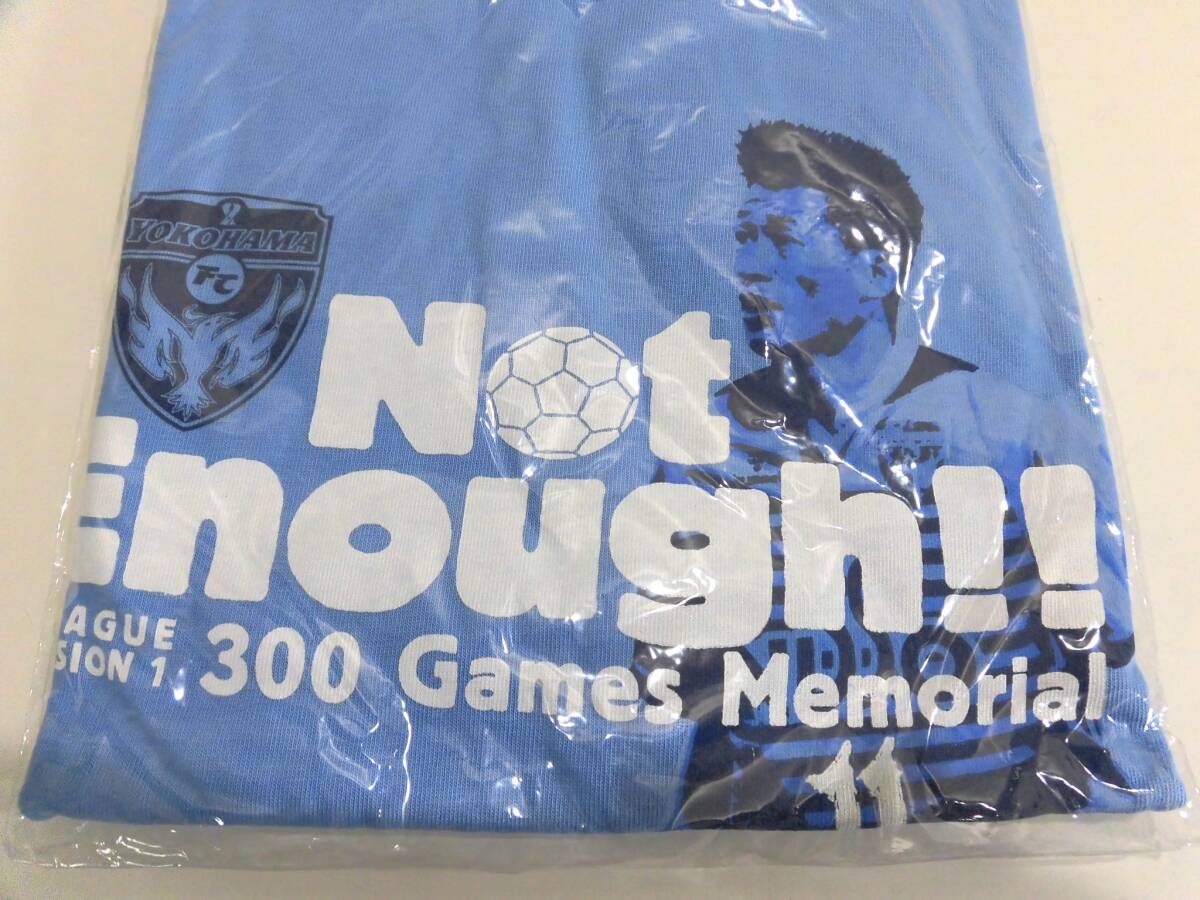 YOKOHAMA
FC
Not
Enough!!
AGUE
SION 1
300 Games Memorial
11